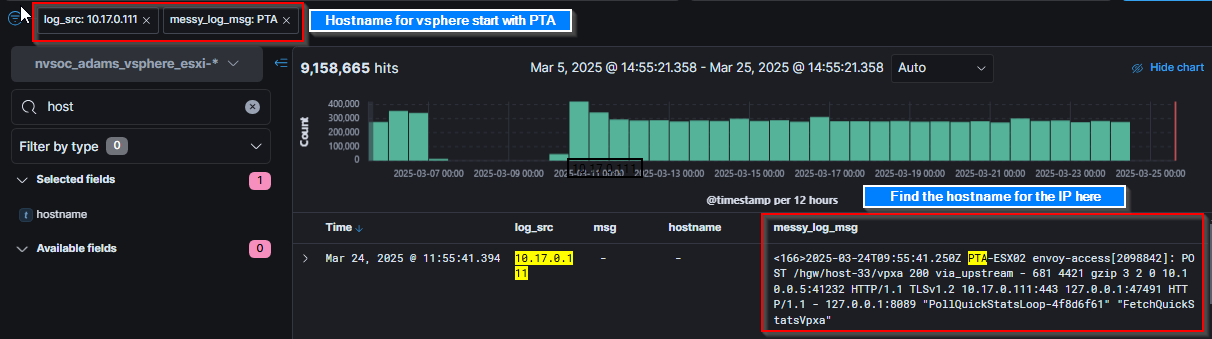 log_src: 10.17.0.111 × messy_log_msg: PTA × Hostname for vsphere start with PTA
nvsoc_adams_vsphere_esxi-*
host
Filter by type 0
Selected fields 1
t hostname
Available fields 0
9,158,665 hits
Mar 5, 2025 @ 14:55:21.358 - Mar 25, 2025 @ 14:55:21.358 Auto Hide chart
Count
400,000
300,000
200,000
100,000
0
2025-03-07 00:00 2025-03-09 00:00 2025-03-11 00:00 2025-03-13 00:00 2025-03-15 00:00 2025-03-17 00:00 2025-03-19 00:00 2025-03-21 00:00 2025-03-23 00:00 2025-03-25 00:00
10.17.0.111
@timestamp per 12 hours
Find the hostname for the IP here
Time log_src msg hostname messy_log_msg
Mar 24, 2025 @ 11:55:41.394
10.17.0.1
11
- -
<166>2025-03-24T09:55:41.250Z PTA-ESX02 envoy-access[2098842]: PO
ST /hgw/host-33/vpxa 200 via_upstream - 681 4421 gzip 3 2 0 10.1
0.0.5:41232 HTTP/1.1 TLSv1.2 10.17.0.111:443 127.0.0.1:47491 HTT
P/1.1 - 127.0.0.1:8089 "PollQuickStatsLoop-4f8d6f61" "FetchQuickS
tatsVpxa"